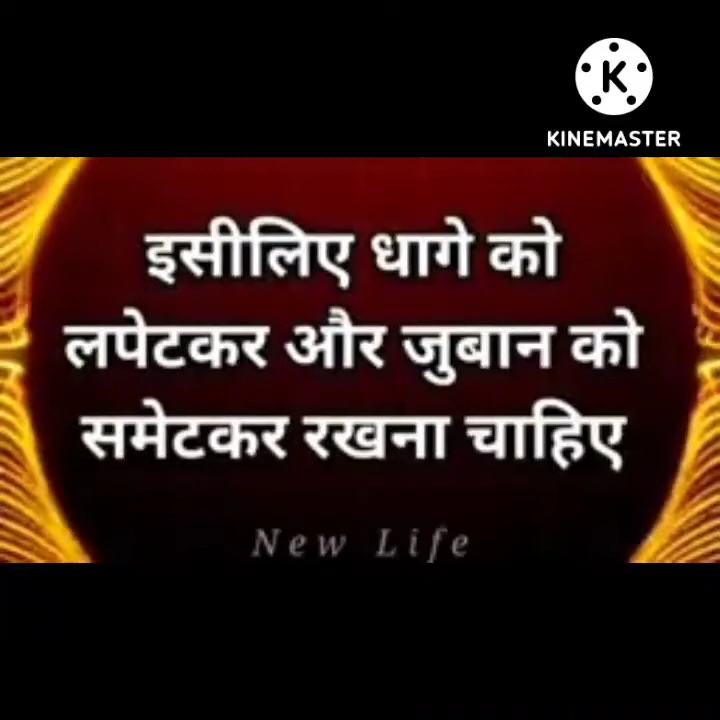 KINEMASTER
इसीलिए धागे को
लपेटकर और जुबान को
समेटकर रखना चाहिए
New Life